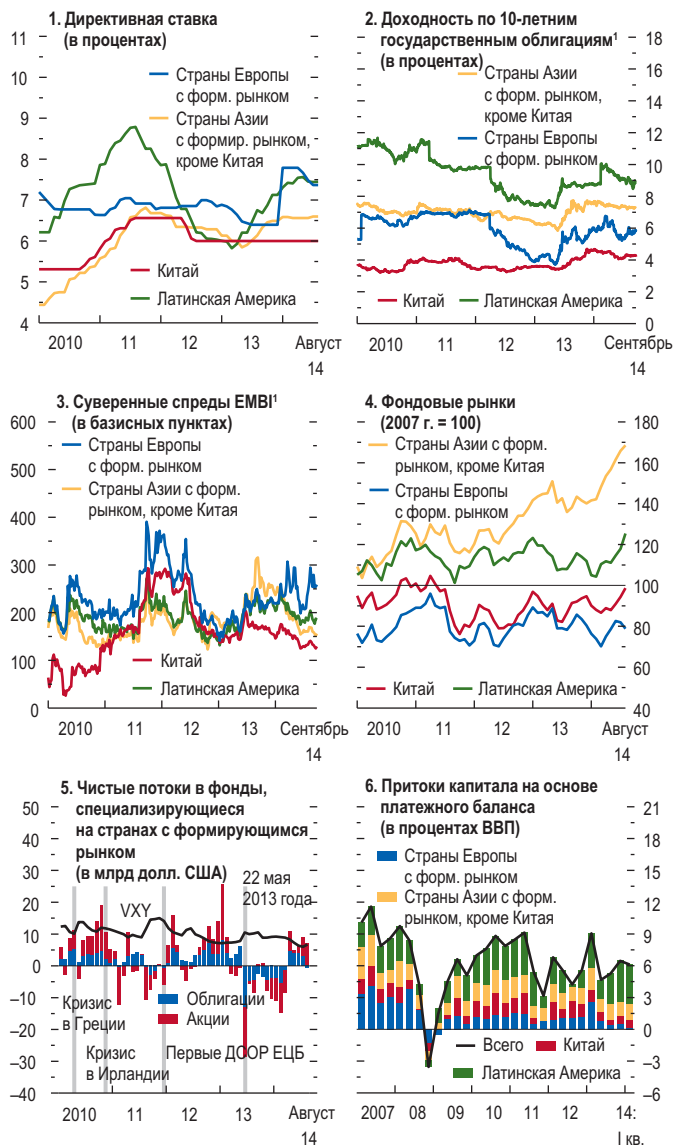 1. Директивная ставка
(в процентах)
11
10
9
8
7
6
5
4
Страны Европы
с форм. рынком
Страны Азии
с формир. рынком,
кроме Китая
Китай
Латинская Америка
2010
11
12
13
Август
14
2. Доходность по 10-летним
государственным облигациям¹
(в процентах)
18
16
14
12
10
8
6
4
2
0
Страны Азии
с форм. рынком,
кроме Китая
Страны Европы
с форм. рынком
Китай
Латинская Америка
2010
11
12
13
Сентябрь
14
3. Суверенные спреды EMBI¹
(в базисных пунктах)
600
500
400
300
200
100
0
Страны Европы
с форм. рынком
Страны Азии с форм.
рынком, кроме Китая
Китай
Латинская Америка
2010
11
12
13
Сентябрь
14
4. Фондовые рынки
(2007 г. = 100)
180
160
140
120
100
80
60
40
Страны Азии с форм.
рынком, кроме Китая
Страны Европы
с форм. рынком
Китай
Латинская Америка
2010
11
12
13
Август
14
5. Чистые потоки в фонды,
специализирующиеся
на странах с формирующимся
рынком
(в млрд долл. США)
50
40
30
20
10
0
–10
–20
–30
–40
22 мая
2013 года
VXY
Облигации
Акции
Кризис
в Греции
Кризис
в Ирландии
Первые ДСОР ЕЦБ
2010
11
12
13
Август
14
6. Притоки капитала на основе
платежного баланса
(в процентах ВВП)
21
18
15
12
9
6
3
0
–3
–6
Страны Европы
с форм. рынком
Страны Азии с форм.
рынком, кроме Китая
Всего
Китай
Латинская Америка
2007
08
09
10
11
12
14:
I кв.